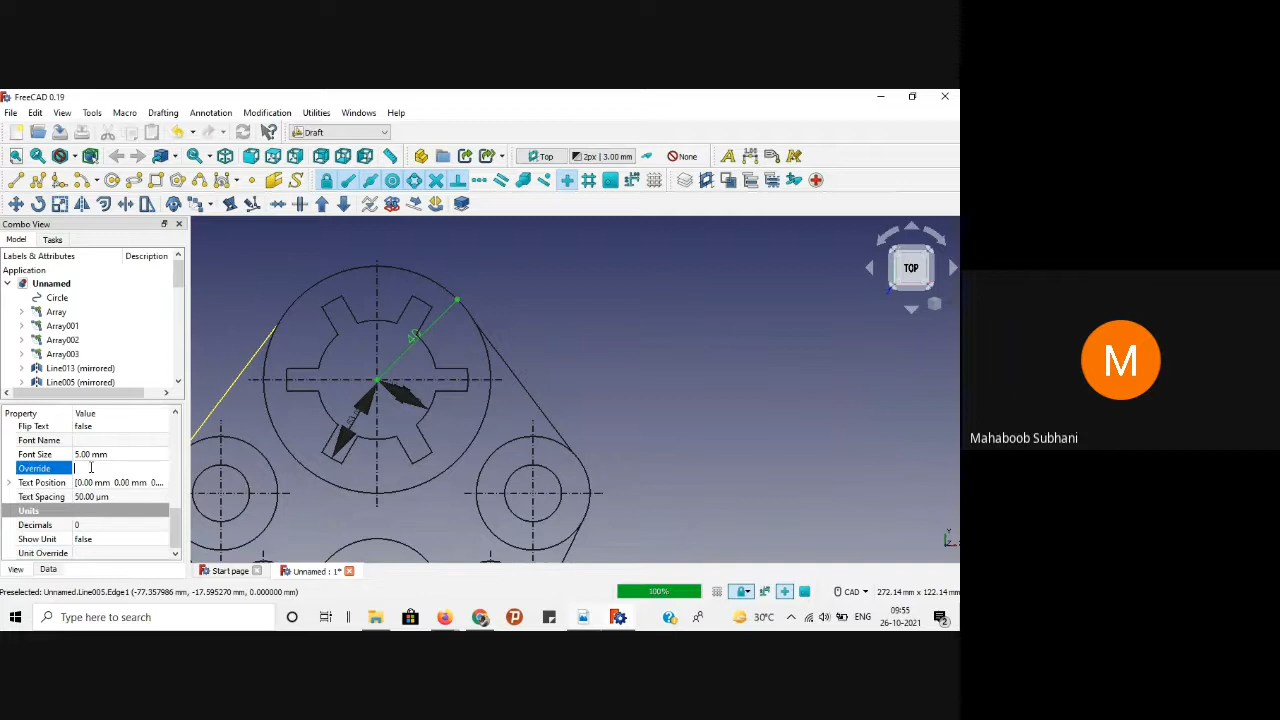 FreeCAD 0.19
File Edit View Tools Macro Drafting Annotation Modification Utilities Windows Help
Draft
Top 2px | 3.00 mm None
Combo View
Model Tasks
Labels & Attributes Description
Application
Unnamed
Circle
Array
Array001
Array002
Array003
Line013 (mirrored)
Line005 (mirrored)
Property Value
Flip Text false
Font Name
Font Size 5.00 mm
Override
Text Position [0.00 mm 0.00 mm 0....
Text Spacing 50.00 µm
Units
Decimals 0
Show Unit false
Unit Override
View Data
TOP
Start page Unnamed : 1*
Preselected: Unnamed.Line005.Edge1 (-77.357986 mm, -17.595270 mm, 0.000000 mm)
100%
CAD 272.14 mm x 122.14 mm
Type here to search
30°C ENG
09:55
26-10-2021
2
M
Mahaboob Subhani